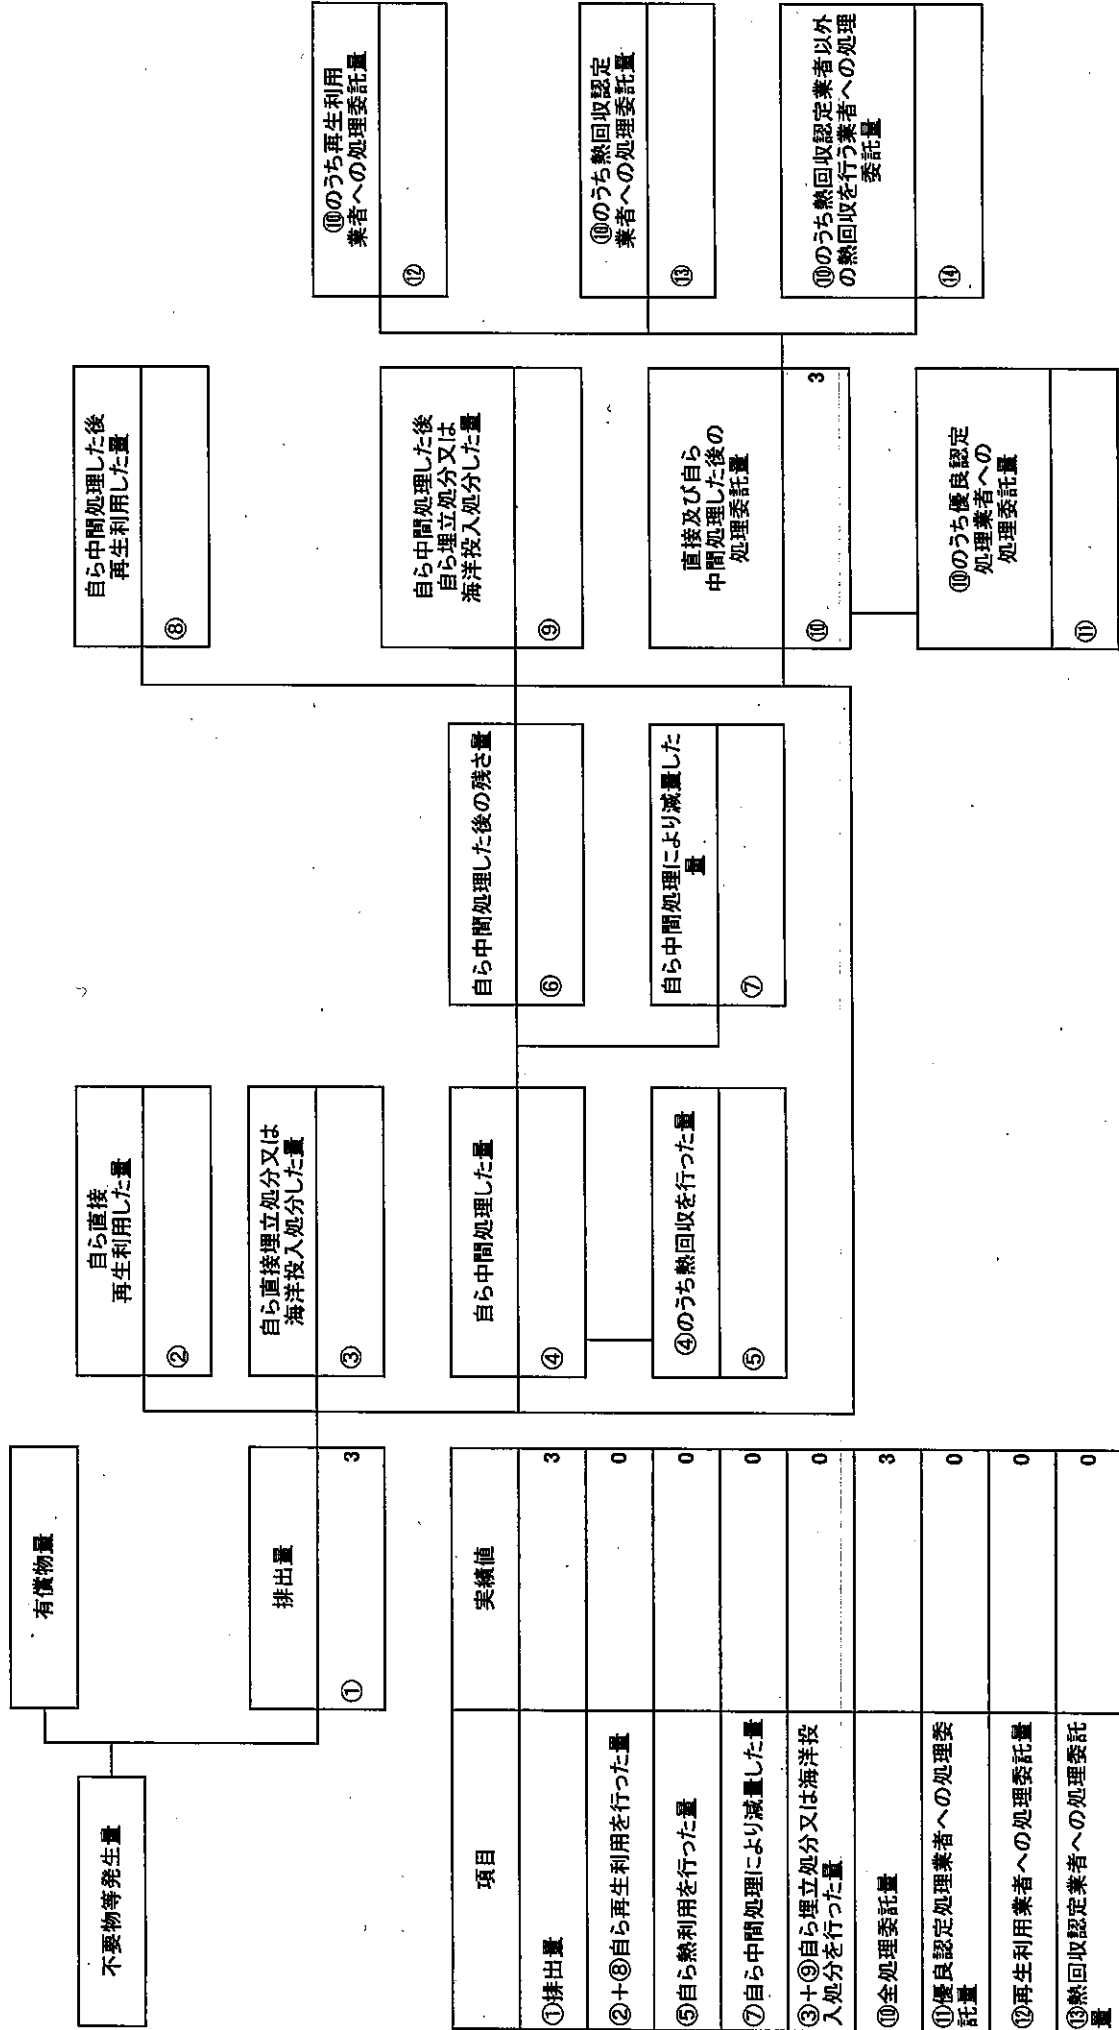 不要物等発生量
有償物量
排出量
① 3
自ら直接
再生利用した量
②
自ら直接埋立処分又は
海洋投入処分した量
③
自ら中間処理した量
④
④のうち熱回収を行った量
⑤
自ら中間処理した後の残さ量
⑥
自ら中間処理により減量した
量
⑦
自ら中間処理した後
再生利用した量
⑧
自ら中間処理した後
自ら埋立処分又は
海洋投入処分した量
⑨
直接及び自ら
中間処理した後の
処理委託量
⑩ 3
⑩のうち優良認定
処理業者への
処理委託量
⑪
⑩のうち再生利用
業者への処理委託量
⑫
⑩のうち熱回収認定
業者への処理委託量
⑬
⑩のうち熱回収認定業者以外
の熱回収を行う業者への処理
委託量
⑭
項目 実績値
①排出量 3
②+⑧自ら再生利用を行った量 0
⑤自ら熱利用を行った量 0
⑦自ら中間処理により減量した量 0
③+⑨自ら埋立処分又は海洋投
入処分を行った量 0
⑩全処理委託量 3
⑪優良認定処理業者への処理委
託量 0
⑫再生利用業者への処理委託量 0
⑬熱回収認定業者への処理委託
量 0